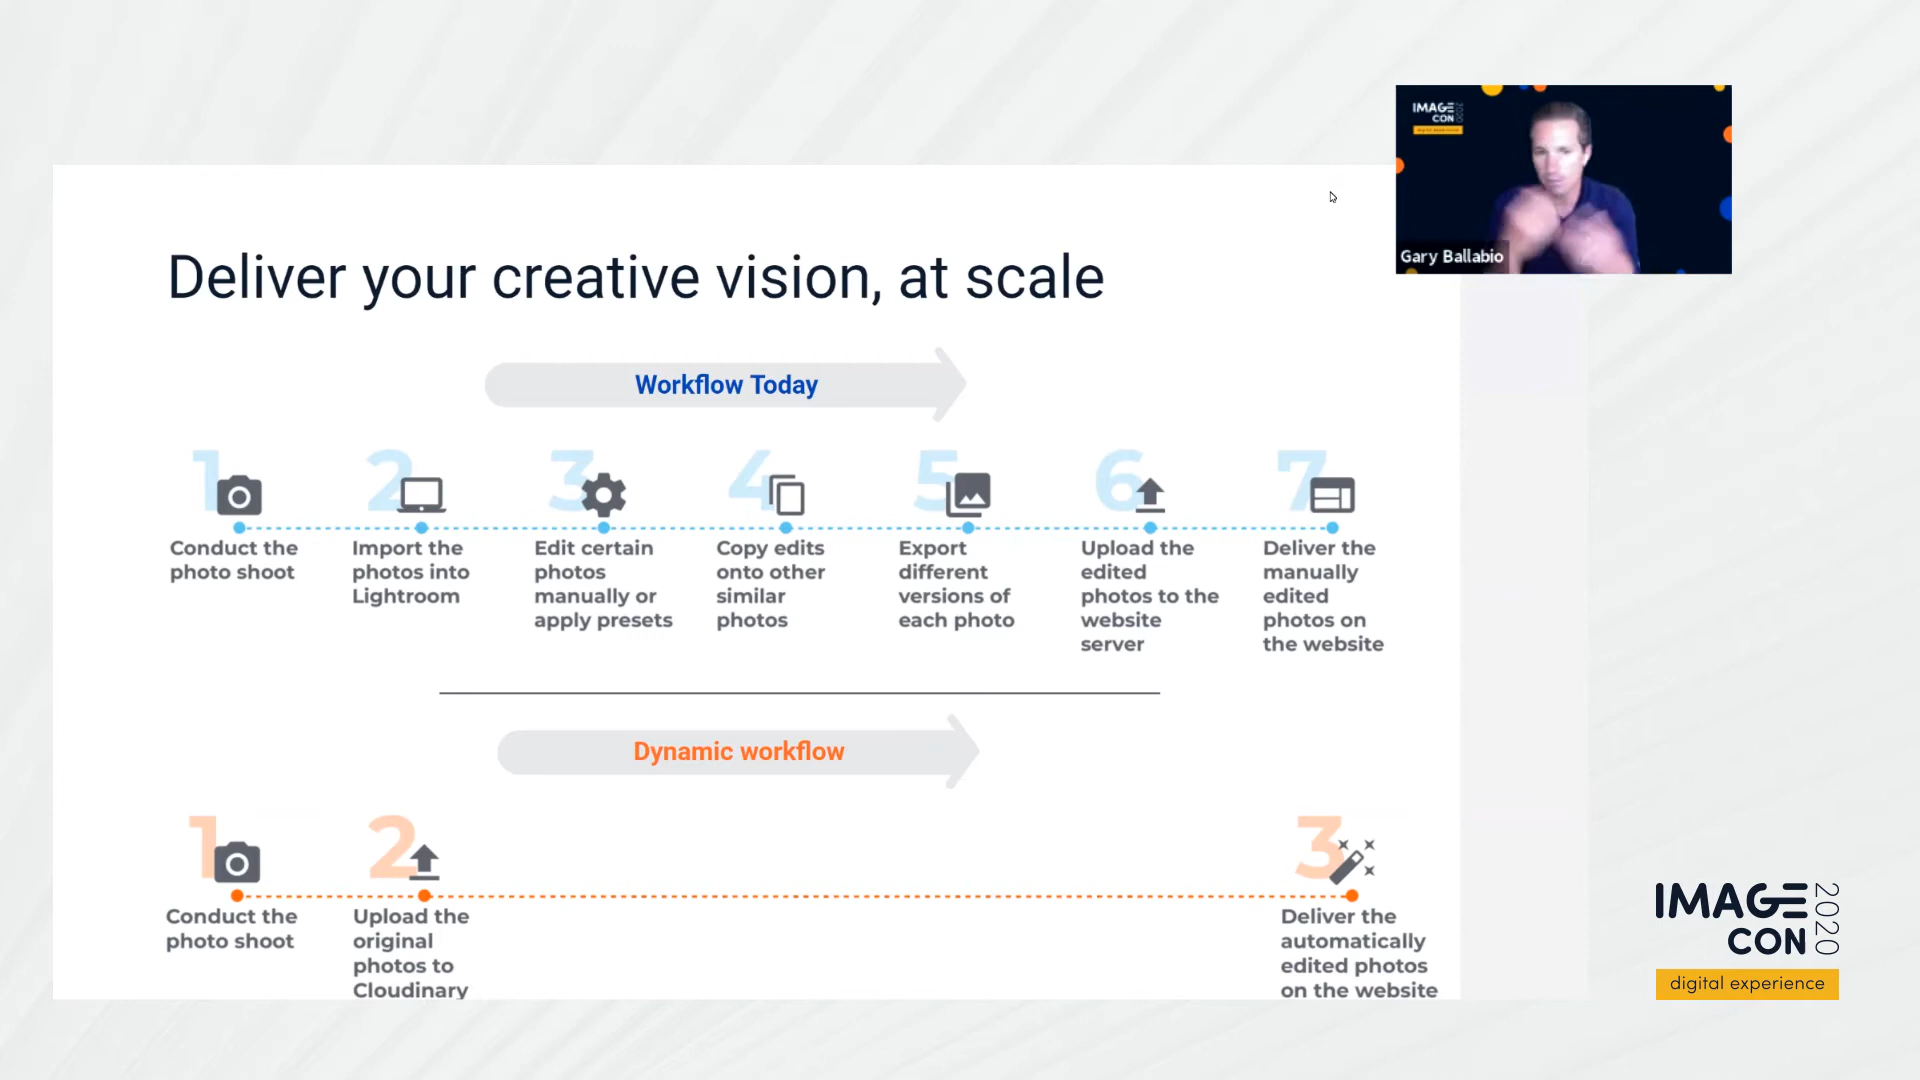 IMAGE
CON
2020
digital experience
Gary Ballabio
Deliver your creative vision, at scale
Workflow Today
1
2
3
4
5
6
7
Conduct the
photo shoot
Import the
photos into
Lightroom
Edit certain
photos
manually or
apply presets
Copy edits
onto other
similar
photos
Export
different
versions of
each photo
Upload the
edited
photos to the
website
server
Deliver the
manually
edited
photos on
the website
Dynamic workflow
1
2
3
Conduct the
photo shoot
Upload the
original
photos to
Cloudinary
Deliver the
automatically
edited photos
on the website
IMAGE
CON
2020
digital experience